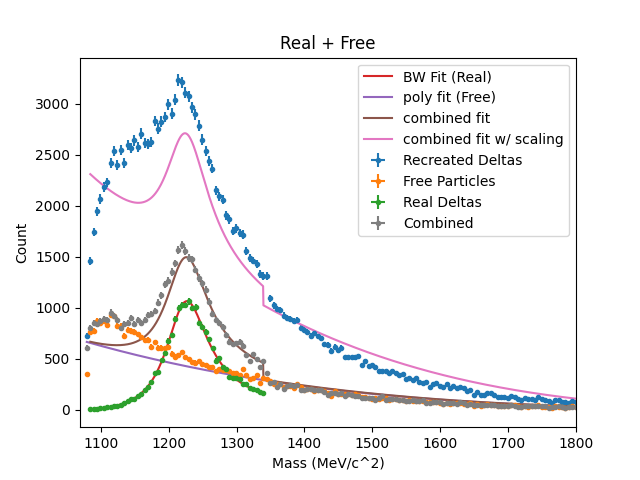 Real + Free
BW Fit (Real)
poly fit (Free)
combined fit
combined fit w/ scaling
Recreated Deltas
Free Particles
Real Deltas
Combined
Count
3000
2500
2000
1500
1000
500
0
1100 1200 1300 1400 1500 1600 1700 1800
Mass (MeV/c^2)